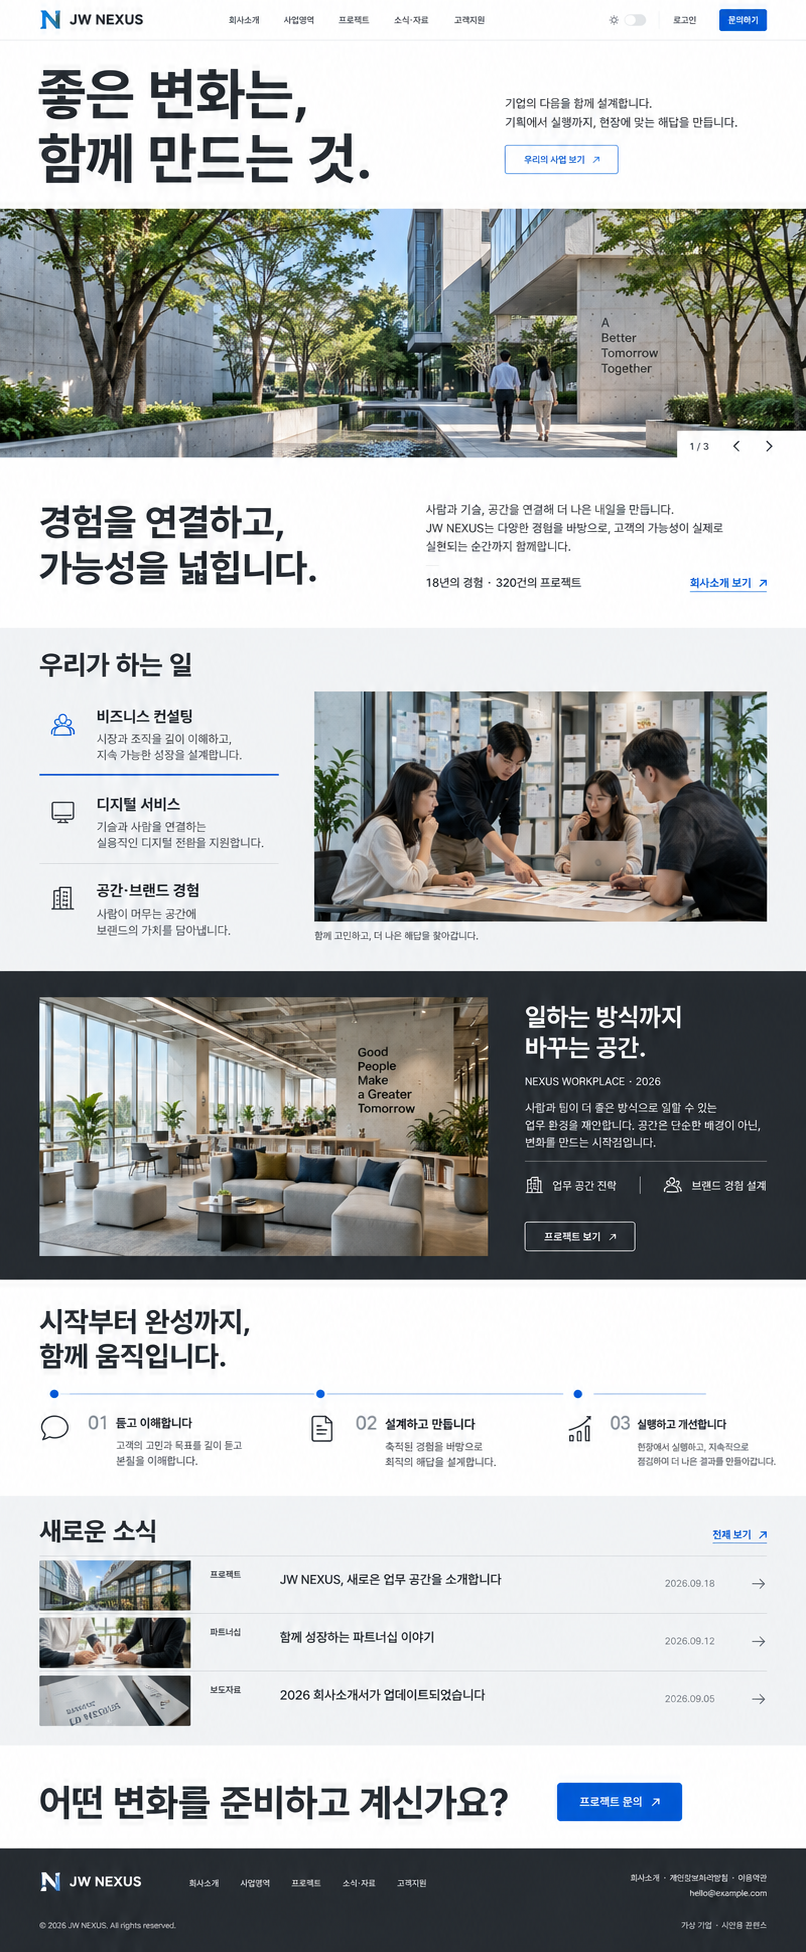 JW NEXUS
회사소개 사업영역 프로젝트 소식·자료 고객지원
로그인
문의하기
좋은 변화는,
함께 만드는 것.
기업의 다음을 함께 설계합니다.
기획에서 실행까지, 현장에 맞는 해답을 만듭니다.
우리의 사업 보기
A
Better
Tomorrow
Together
1 / 3
경험을 연결하고,
가능성을 넓힙니다.
사람과 기술, 공간을 연결해 더 나은 내일을 만듭니다.
JW NEXUS는 다양한 경험을 바탕으로, 고객의 가능성이 실제로
실현되는 순간까지 함께합니다.
18년의 경험 · 320건의 프로젝트
회사소개 보기
우리가 하는 일
비즈니스 컨설팅
시장과 조직을 깊이 이해하고,
지속 가능한 성장을 설계합니다.
디지털 서비스
기술과 사람을 연결하는
실용적인 디지털 전환을 지원합니다.
공간·브랜드 경험
사람이 머무는 공간에
브랜드의 가치를 담아냅니다.
함께 고민하고, 더 나은 해답을 찾아갑니다.
Good
People
Make
a Greater
Tomorrow
일하는 방식까지
바꾸는 공간.
NEXUS WORKPLACE · 2026
사람과 팀이 더 좋은 방식으로 일할 수 있는
업무 환경을 제안합니다. 공간은 단순한 배경이 아닌,
변화를 만드는 시작점입니다.
업무 공간 전략
브랜드 경험 설계
프로젝트 보기
시작부터 완성까지,
함께 움직입니다.
01 듣고 이해합니다
고객의 고민과 목표를 깊이 듣고
본질을 이해합니다.
02 설계하고 만듭니다
축적된 경험을 바탕으로
최적의 해답을 설계합니다.
03 실행하고 개선합니다
현장에서 실행하고, 지속적으로
점검하여 더 나은 결과를 만들어갑니다.
새로운 소식
전체 보기
프로젝트
JW NEXUS, 새로운 업무 공간을 소개합니다
2026.09.18
파트너십
함께 성장하는 파트너십 이야기
2026.09.12
보도자료
2026 회사소개서가 업데이트되었습니다
2026.09.05
어떤 변화를 준비하고 계신가요?
프로젝트 문의
JW NEXUS
회사소개 사업영역 프로젝트 소식·자료 고객지원
회사소개 · 개인정보처리방침 · 이용약관
hello@example.com
© 2026 JW NEXUS. All rights reserved.
가상 기업 · 시안용